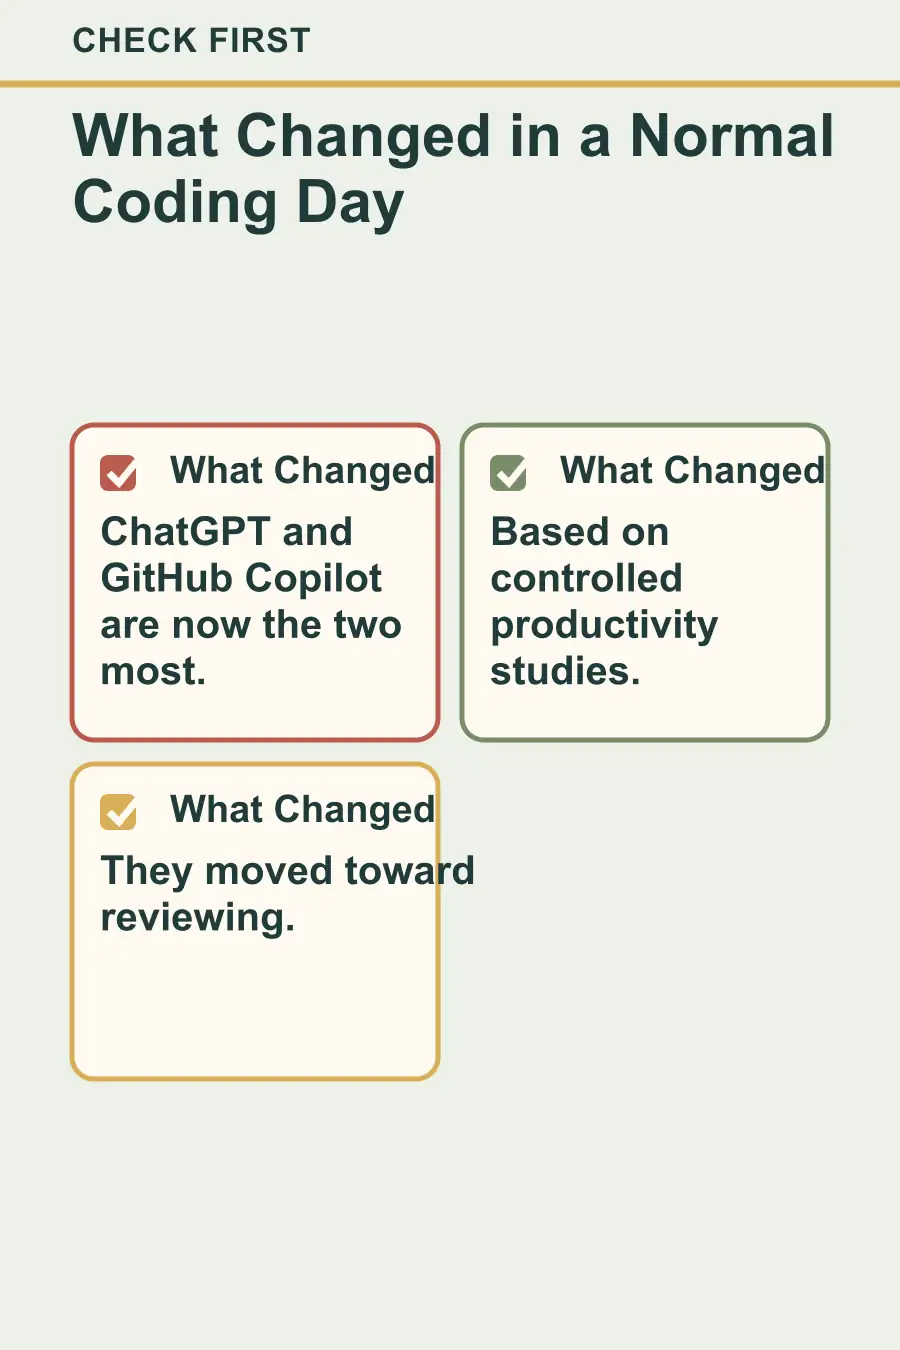 CHECK FIRST
What Changed in a Normal
Coding Day
What Changed
ChatGPT and
GitHub Copilot
are now the two
most.
What Changed
Based on
controlled
productivity
studies.
What Changed
They moved toward
reviewing.